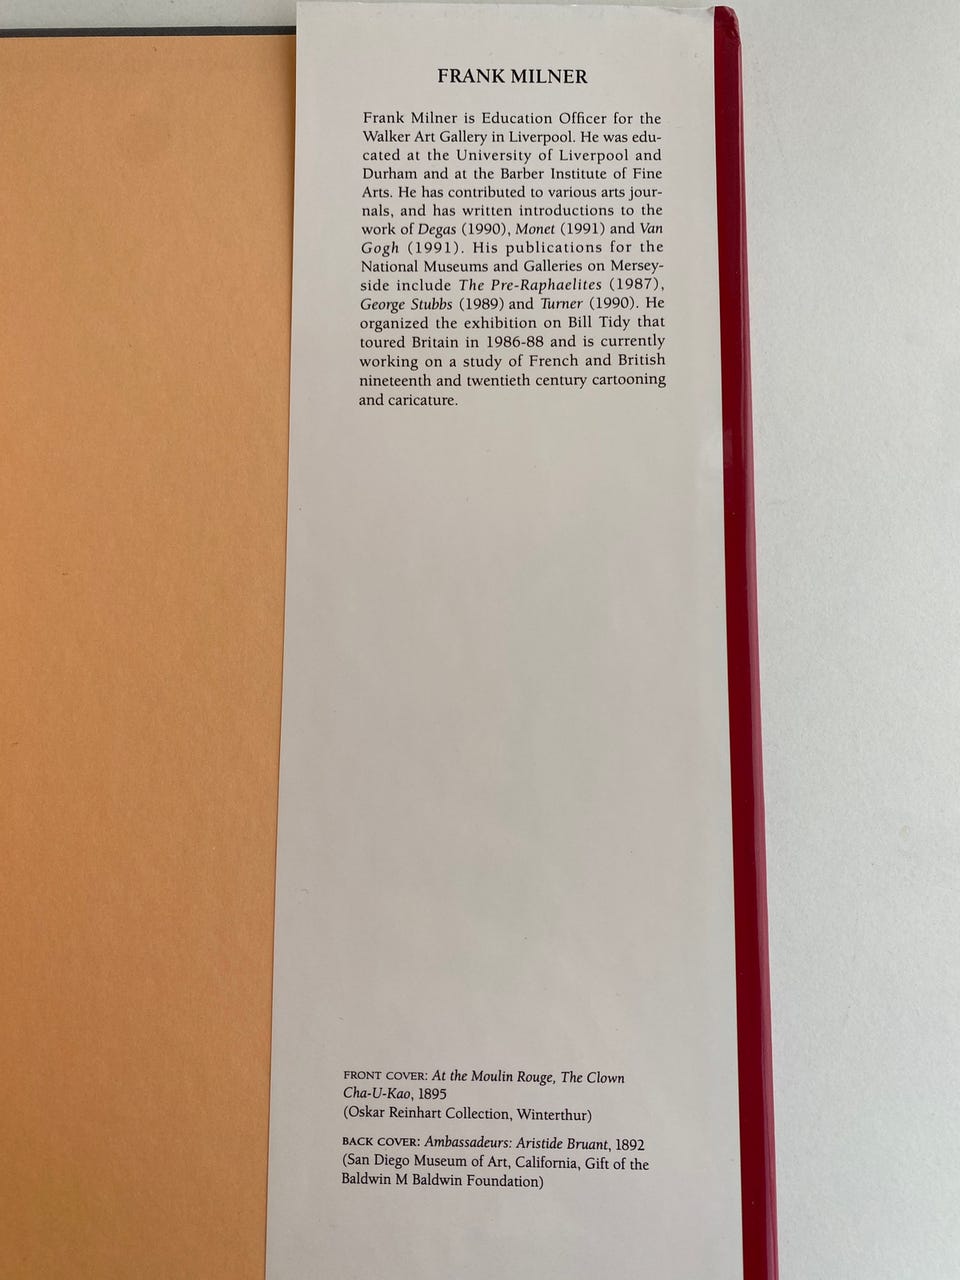 FRANK MILNER
Frank Milner is Education Officer for the
Walker Art Gallery in Liverpool. He was edu-
cated at the University of Liverpool and
Durham and at the Barber Institute of Fine
Arts. He has contributed to various arts jour-
nals, and has written introductions to the
work of Degas (1990), Monet (1991) and Van
Gogh (1991). His publications for the
National Museums and Galleries on Mersey-
side include The Pre-Raphaelites (1987),
George Stubbs (1989) and Turner (1990). He
organized the exhibition on Bill Tidy that
toured Britain in 1986-88 and is currently
working on a study of French and British
nineteenth and twentieth century cartooning
and caricature.
FRONT COVER: At the Moulin Rouge, The Clown
Cha-U-Kao, 1895
(Oskar Reinhart Collection, Winterthur)
BACK COVER: Ambassadeurs: Aristide Bruant, 1892
(San Diego Museum of Art, California, Gift of the
Baldwin M Baldwin Foundation)